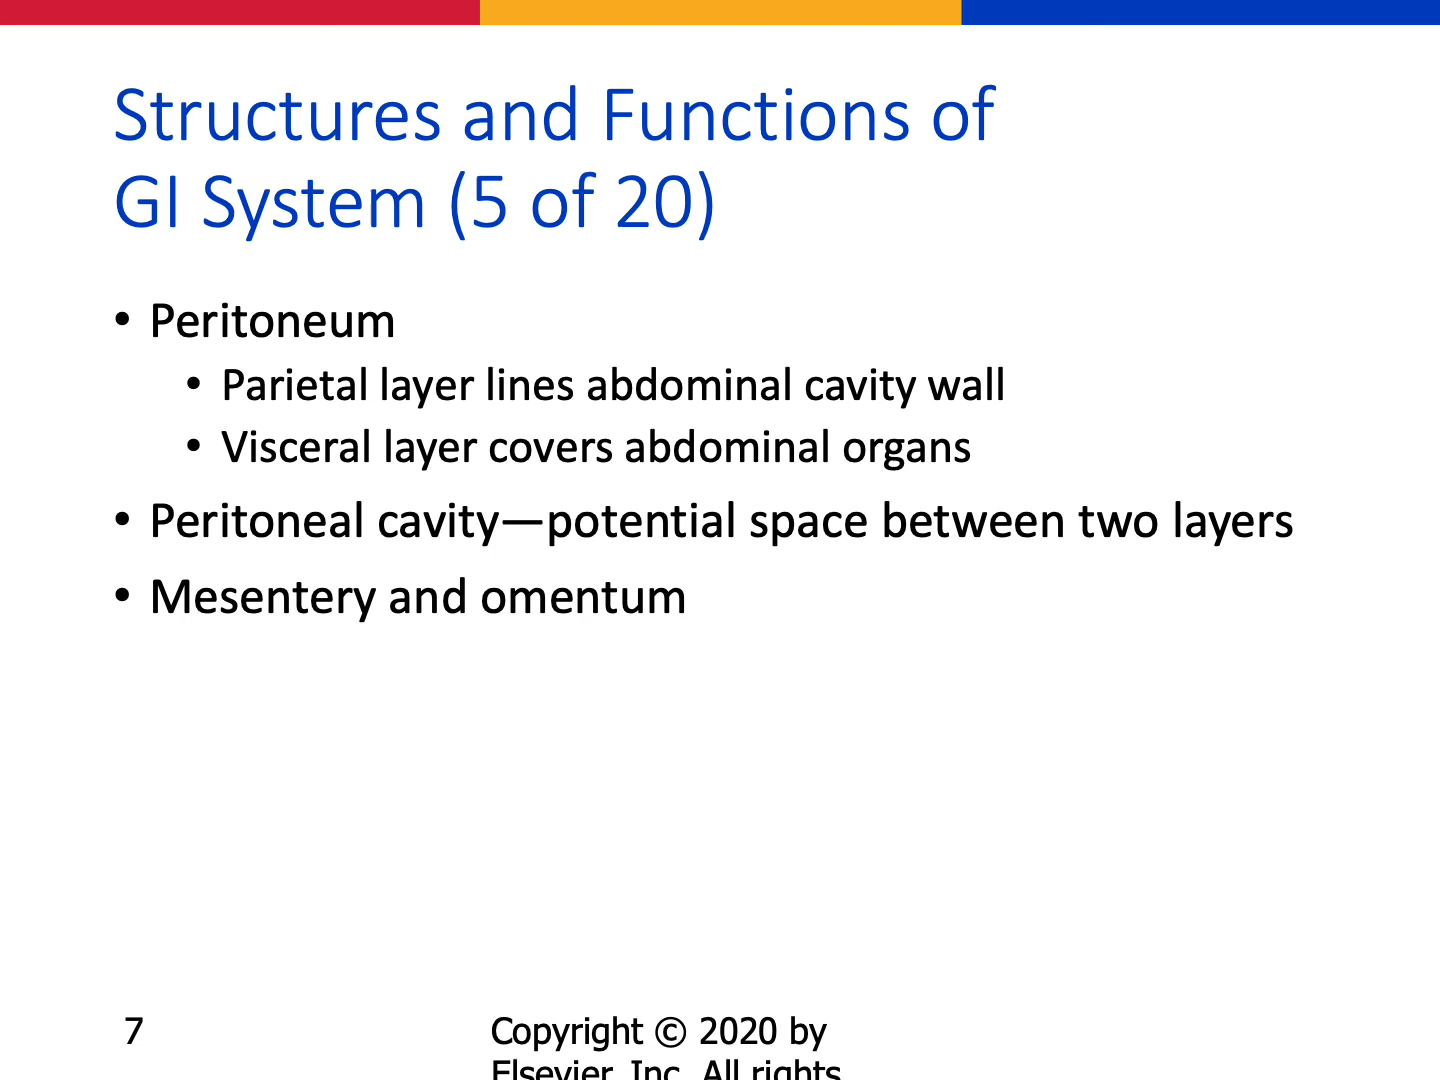 Structures and Functions of
GI System (5 of 20)
• Peritoneum
• Parietal layer lines abdominal cavity wall
• Visceral layer covers abdominal organs
• Peritoneal cavity—potential space between two layers
• Mesentery and omentum
7
Copyright © 2020 by
Elsevier, Inc. All rights